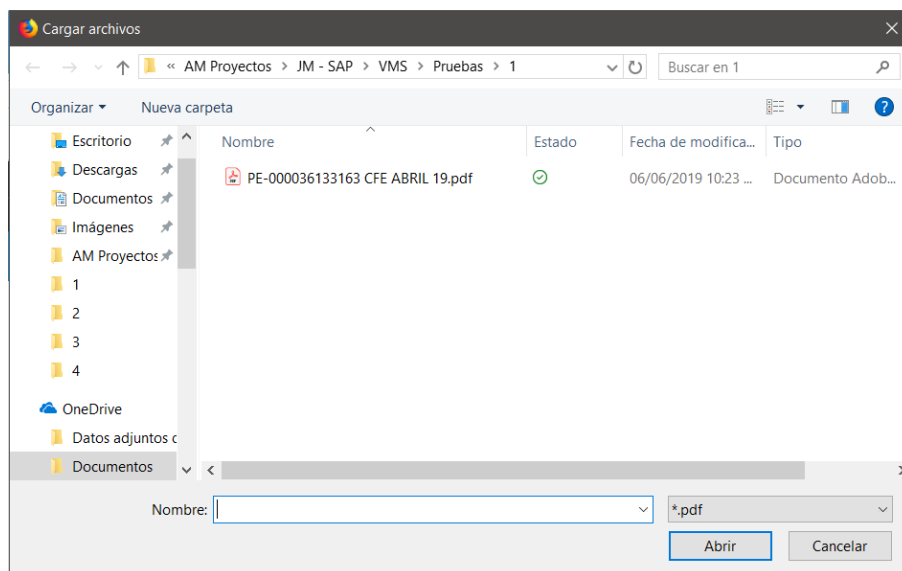 Cargar archivos
« AM Proyectos > JM - SAP > VMS > Pruebas > 1
Buscar en 1
Organizar
Nueva carpeta
?
Escritorio
Descargas
Documentos
Imágenes
AM Proyectos
1
2
3
4
OneDrive
Datos adjuntos d
Documentos
Nombre Estado Fecha de modifica... Tipo
PE-000036133163 CFE ABRIL 19.pdf 06/06/2019 10:23 ... Documento Adob...
Nombre:
*.pdf
Abrir
Cancelar